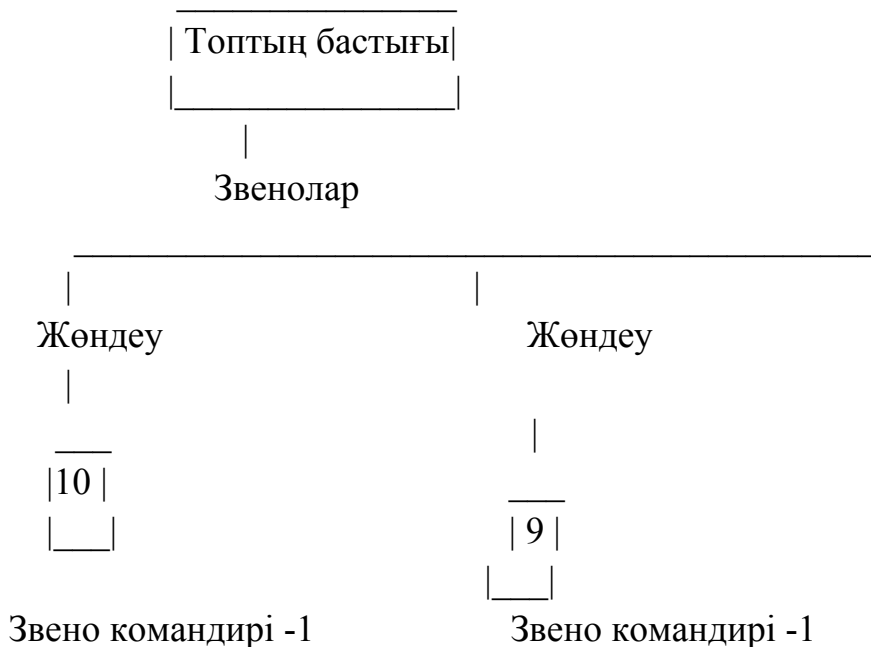 Топтың бастығы
Звенолар
Жөндеу Жөндеу
10
9
Звено командирі -1 Звено командирі -1